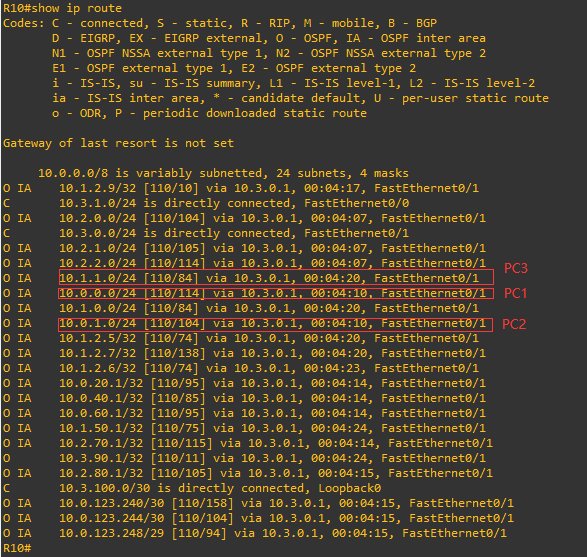 R10#show ip route
Codes: C - connected, S - static, R - RIP, M - mobile, B - BGP
       D - EIGRP, EX - EIGRP external, O - OSPF, IA - OSPF inter area
       N1 - OSPF NSSA external type 1, N2 - OSPF NSSA external type 2
       E1 - OSPF external type 1, E2 - OSPF external type 2
       i - IS-IS, su - IS-IS summary, L1 - IS-IS level-1, L2 - IS-IS level-2
       ia - IS-IS inter area, * - candidate default, U - per-user static route
       o - ODR, P - periodic downloaded static route
Gateway of last resort is not set
     10.0.0.0/8 is variably subnetted, 24 subnets, 4 masks
O IA    10.1.2.9/32 [110/10] via 10.3.0.1, 00:04:17, FastEthernet0/1
C       10.3.1.0/24 is directly connected, FastEthernet0/0
O IA    10.2.0.0/24 [110/104] via 10.3.0.1, 00:04:07, FastEthernet0/1
C       10.3.0.0/24 is directly connected, FastEthernet0/1
O IA    10.2.1.0/24 [110/105] via 10.3.0.1, 00:04:07, FastEthernet0/1
O IA    10.2.2.0/24 [110/114] via 10.3.0.1, 00:04:07, FastEthernet0/1
O IA    10.1.1.0/24 [110/84] via 10.3.0.1, 00:04:20, FastEthernet0/1 PC3
O IA    10.0.0.0/24 [110/114] via 10.3.0.1, 00:04:10, FastEthernet0/1 PC1
O IA    10.1.0.0/24 [110/84] via 10.3.0.1, 00:04:20, FastEthernet0/1
O IA    10.0.1.0/24 [110/104] via 10.3.0.1, 00:04:10, FastEthernet0/1 PC2
O IA    10.1.2.5/32 [110/74] via 10.3.0.1, 00:04:20, FastEthernet0/1
O IA    10.1.2.7/32 [110/138] via 10.3.0.1, 00:04:20, FastEthernet0/1
O IA    10.1.2.6/32 [110/74] via 10.3.0.1, 00:04:23, FastEthernet0/1
O IA    10.0.20.1/32 [110/95] via 10.3.0.1, 00:04:14, FastEthernet0/1
O IA    10.0.40.1/32 [110/85] via 10.3.0.1, 00:04:14, FastEthernet0/1
O IA    10.0.60.1/32 [110/95] via 10.3.0.1, 00:04:14, FastEthernet0/1
O IA    10.1.50.1/32 [110/75] via 10.3.0.1, 00:04:24, FastEthernet0/1
O IA    10.2.70.1/32 [110/115] via 10.3.0.1, 00:04:14, FastEthernet0/1
O       10.3.90.1/32 [110/11] via 10.3.0.1, 00:04:24, FastEthernet0/1
O IA    10.2.80.1/32 [110/105] via 10.3.0.1, 00:04:15, FastEthernet0/1
C       10.3.100.0/30 is directly connected, Loopback0
O IA    10.0.123.240/30 [110/158] via 10.3.0.1, 00:04:15, FastEthernet0/1
O IA    10.0.123.244/30 [110/104] via 10.3.0.1, 00:04:15, FastEthernet0/1
O IA    10.0.123.248/29 [110/94] via 10.3.0.1, 00:04:15, FastEthernet0/1
R10#